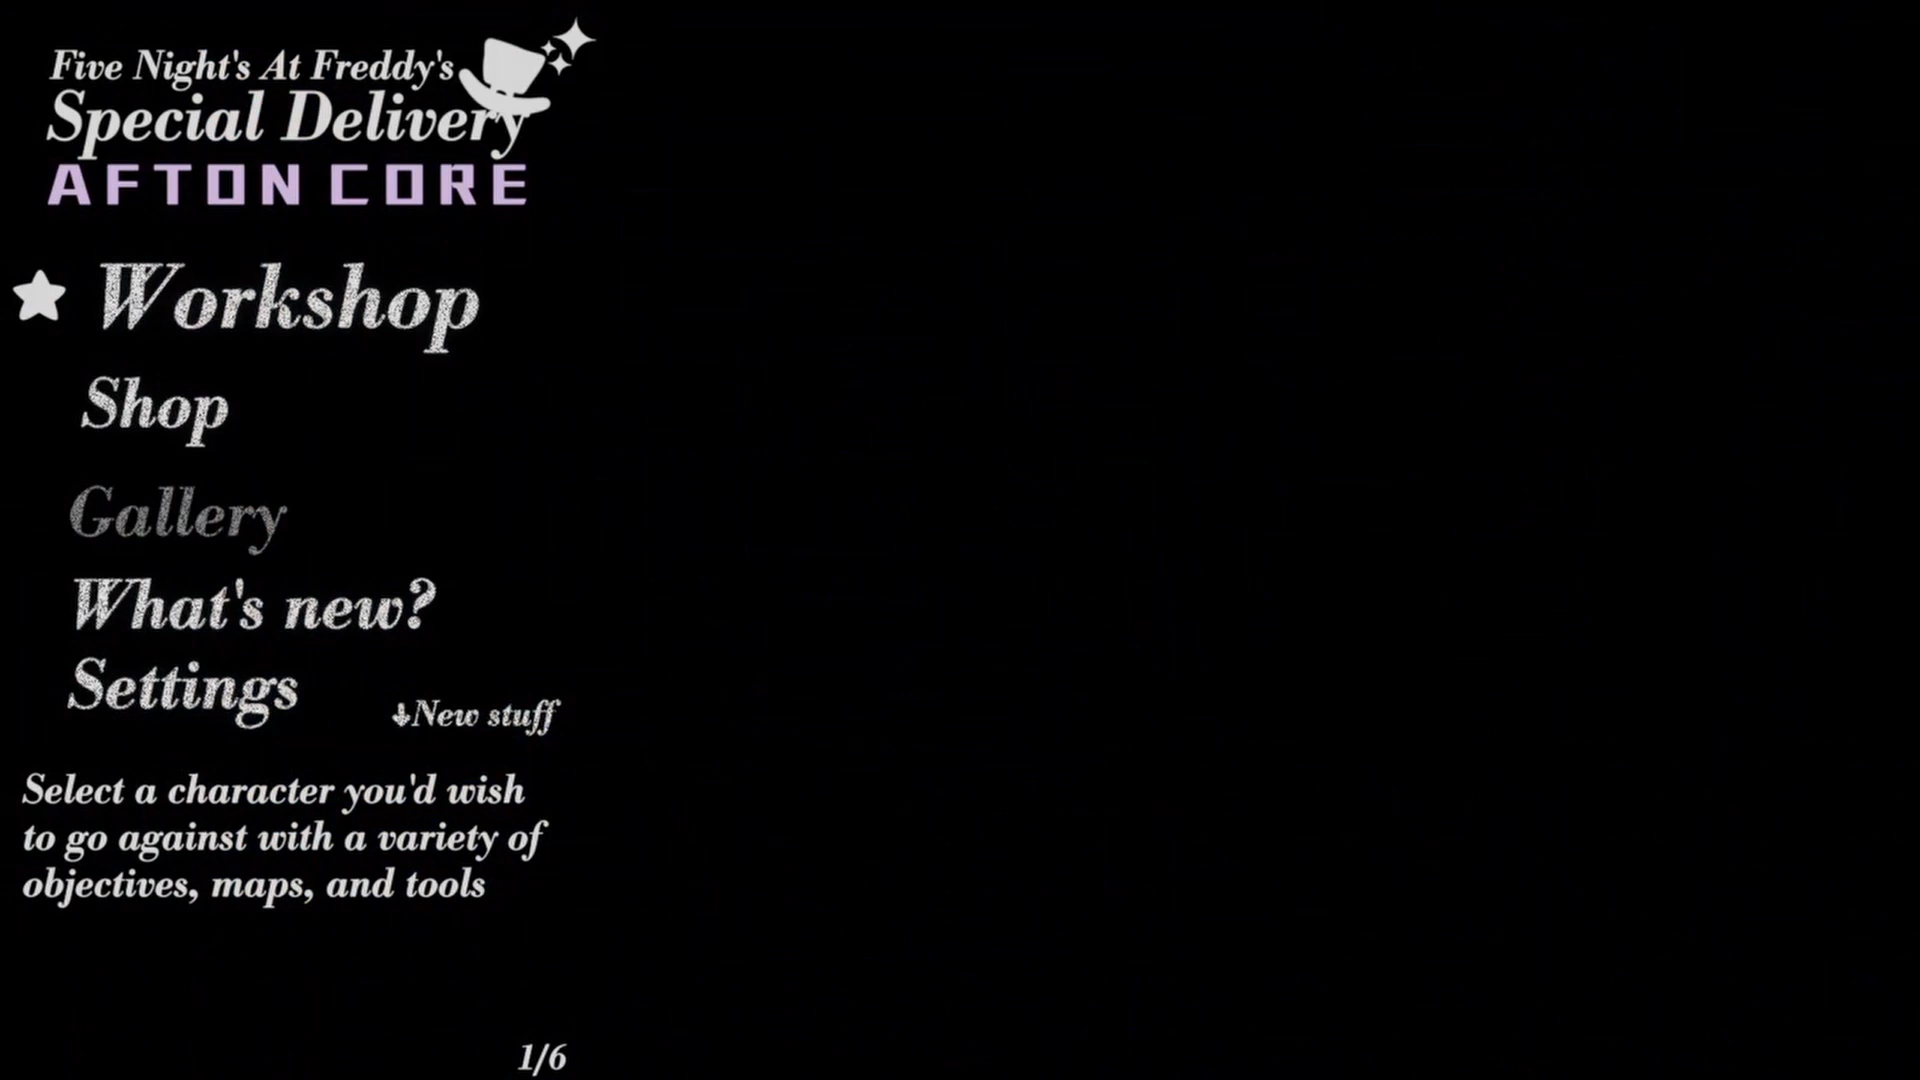 Five Night's At Freddy's
Special Delivery
AFTON CORE
Workshop
Shop
Gallery
What's new?
Settings
↓New stuff
Select a character you'd wish
to go against with a variety of
objectives, maps, and tools
1/6